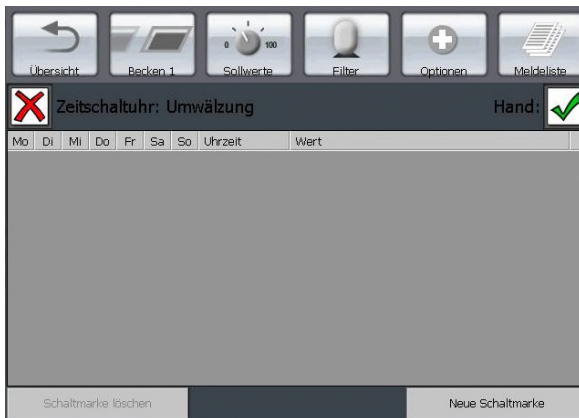 0 100
Übersicht Becken 1 Sollwerte Filter Optionen Meldeliste
Zeitschaltuhr: Umwälzung Hand:
Mo Di Mi Do Fr Sa So Uhrzeit Wert
Schaltmarke löschen Neue Schaltmarke